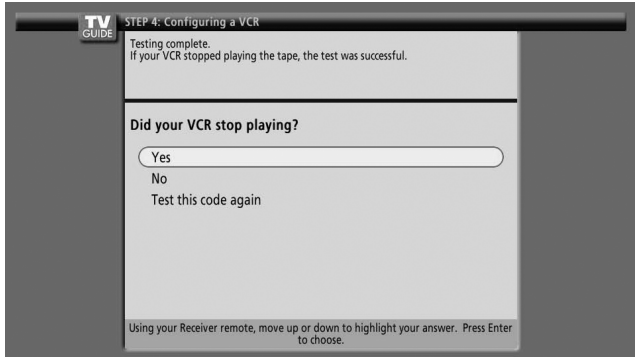 TV
GUIDE
STEP 4: Configuring a VCR
Testing complete.
If your VCR stopped playing the tape, the test was successful.
Did your VCR stop playing?
Yes
No
Test this code again
Using your Receiver remote, move up or down to highlight your answer. Press Enter
to choose.